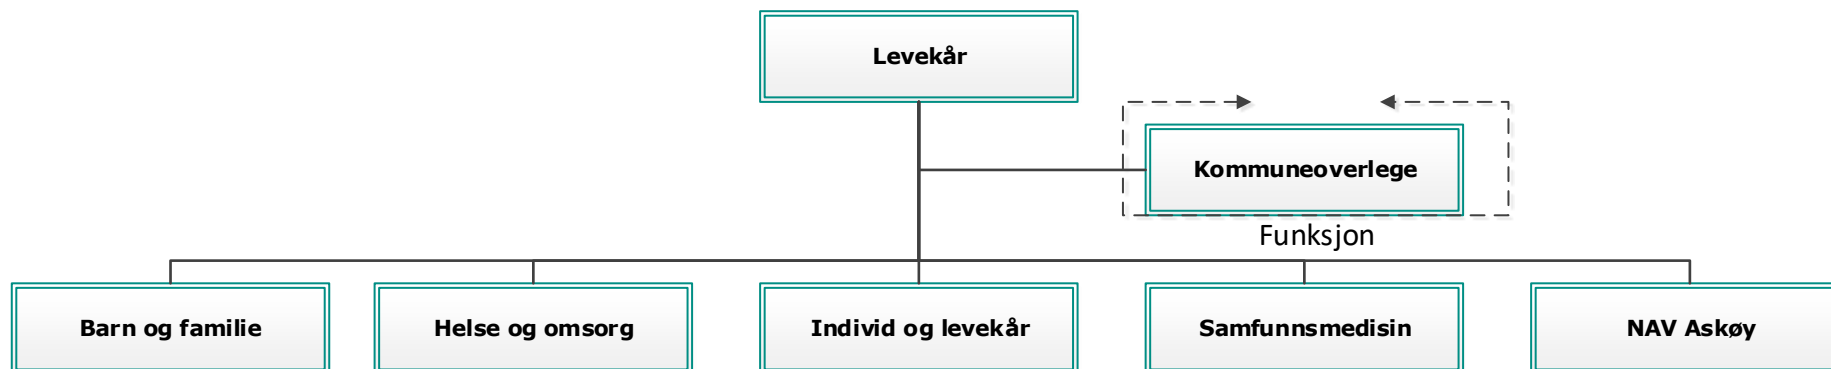 Levekår
Kommuneoverlege
Funksjon
Barn og familie
Helse og omsorg
Individ og levekår
Samfunnsmedisin
NAV Askøy